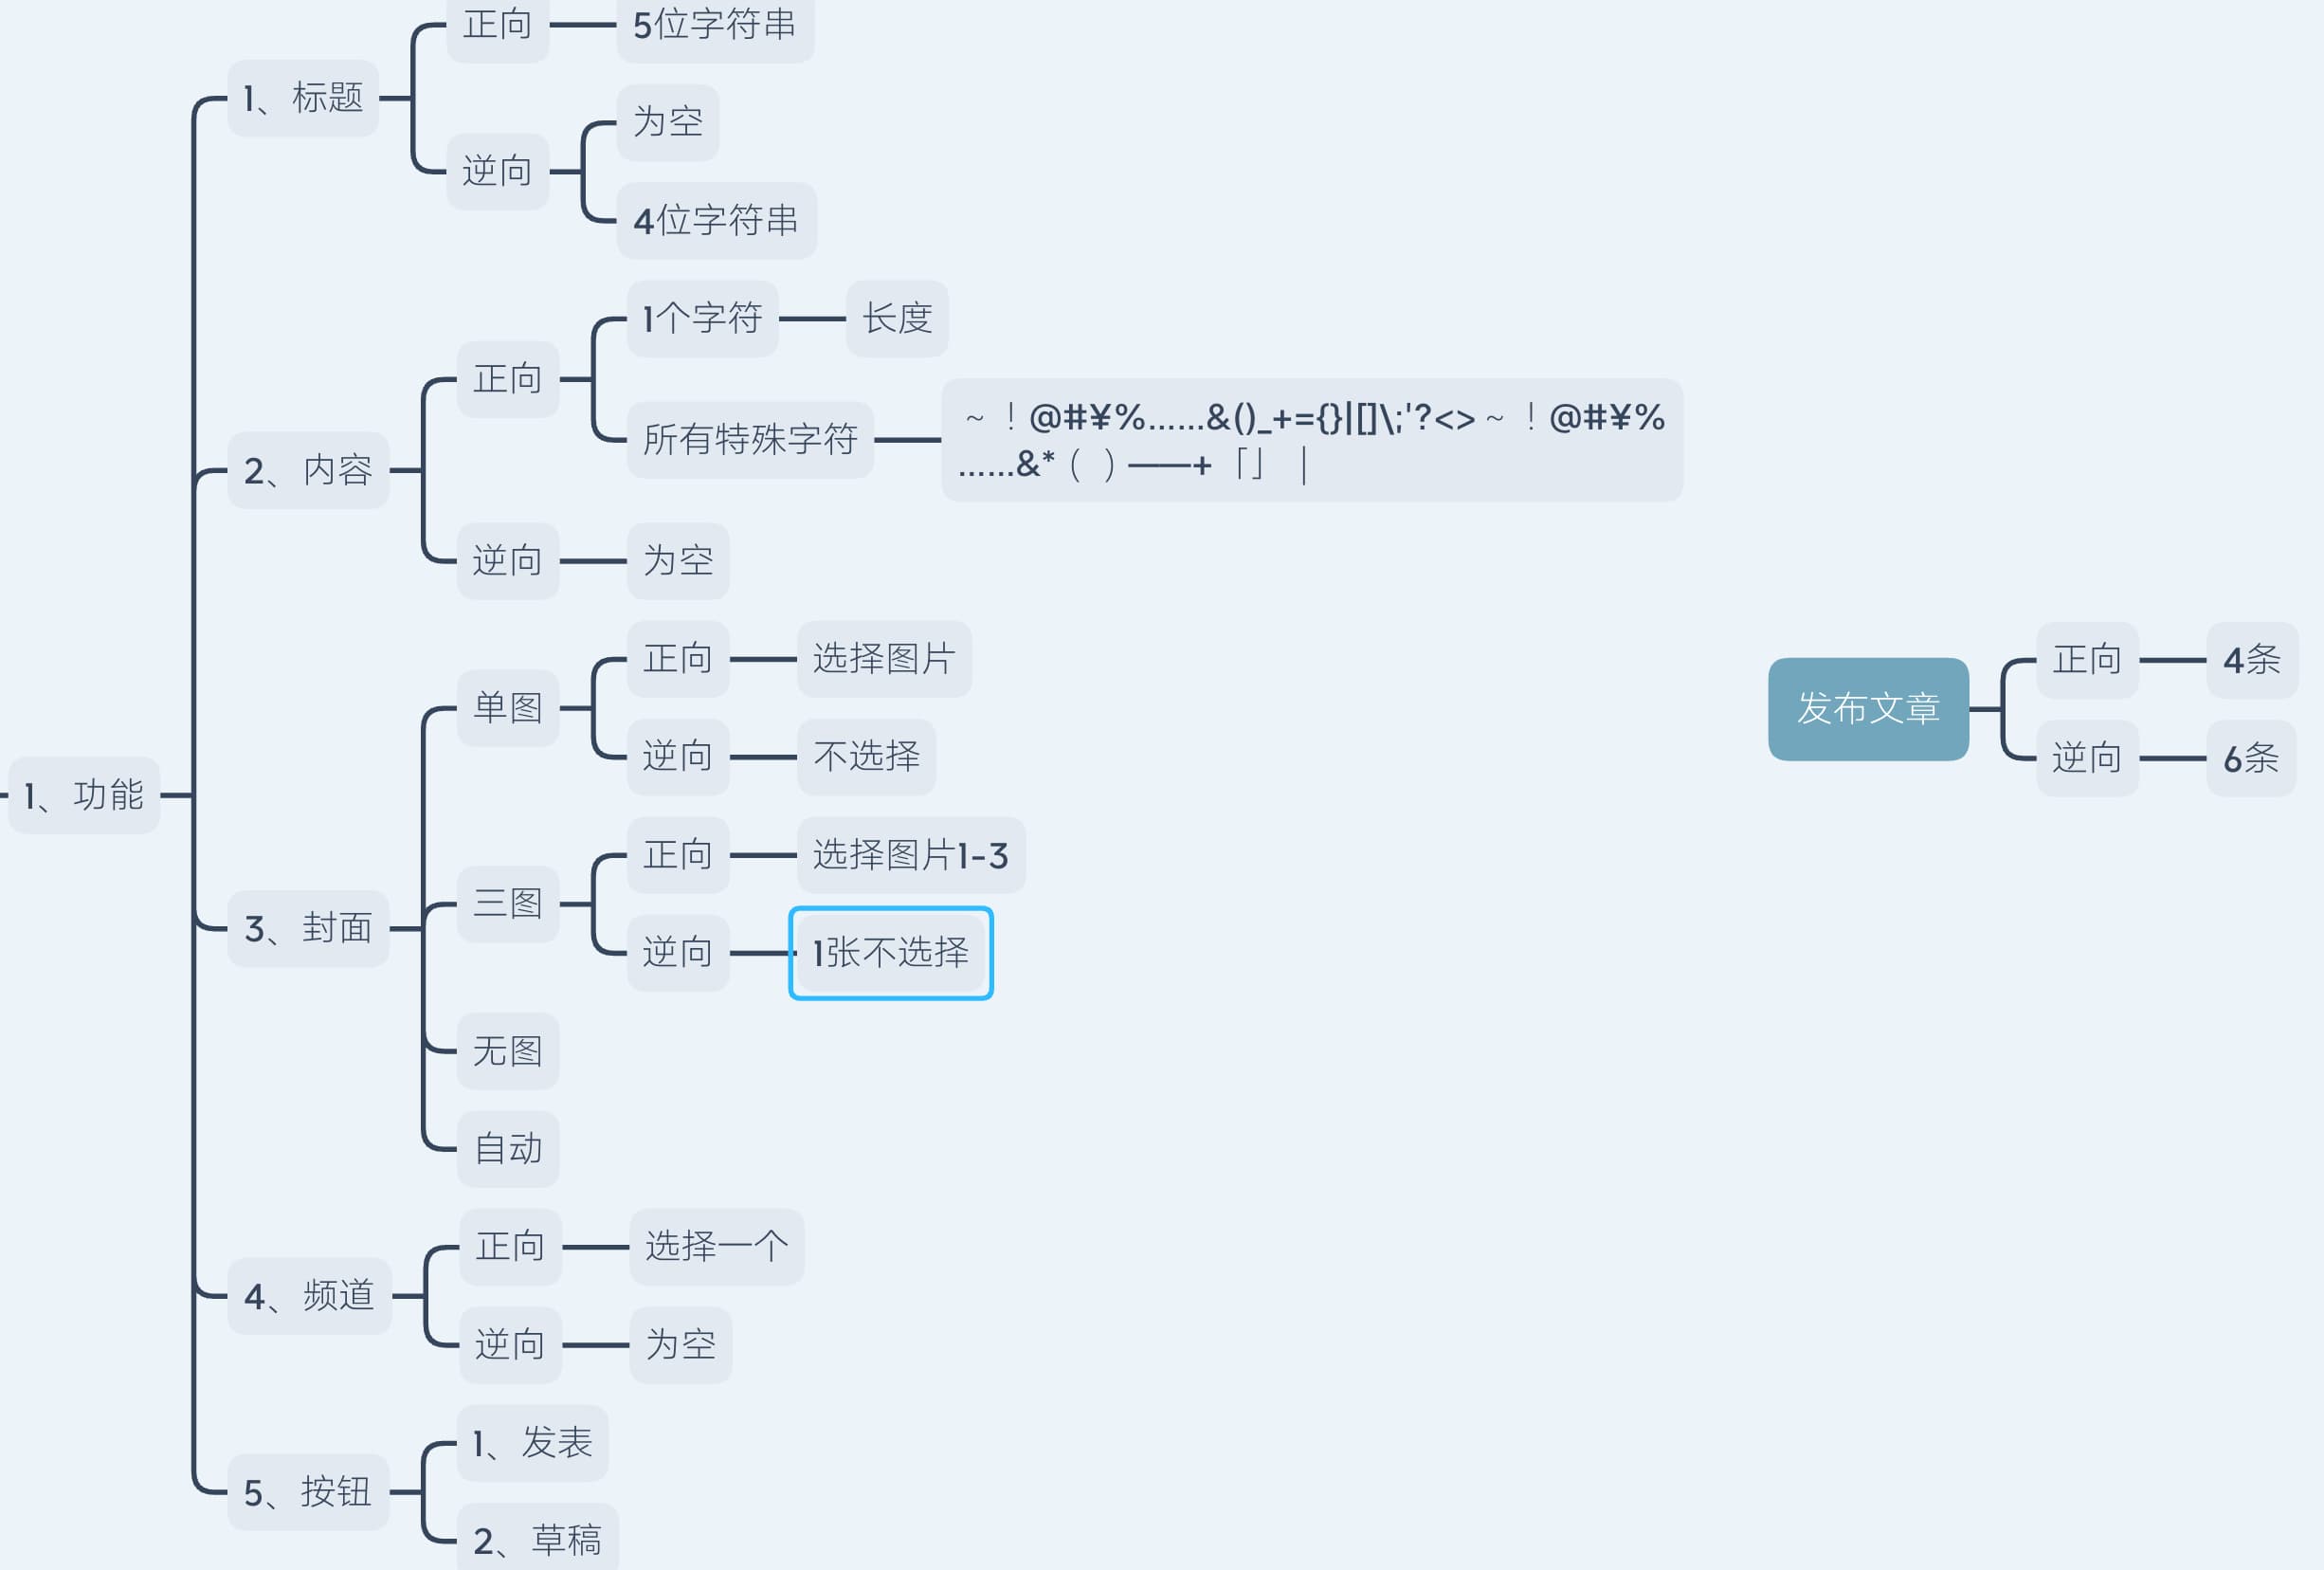 1、功能
1、标题
正向
5位字符串
逆向
为空
4位字符串
2、内容
正向
1个字符
长度
所有特殊字符
~！@#¥%……&()_+={}|[]\;'?<>~！@#¥%
……&*（ ）——+「」｜
逆向
为空
3、封面
单图
正向
选择图片
逆向
不选择
三图
正向
选择图片1-3
逆向
1张不选择
无图
自动
4、频道
正向
选择一个
逆向
为空
5、按钮
1、发表
2、草稿
发布文章
正向
4条
逆向
6条